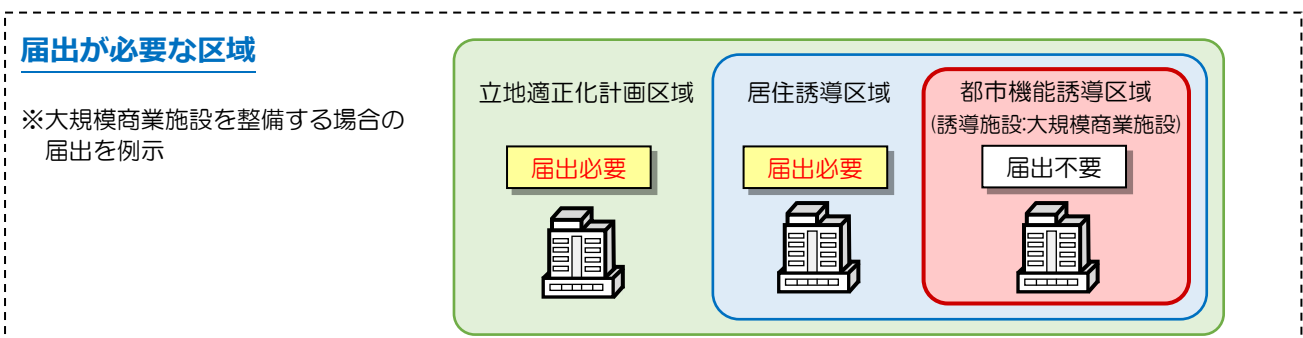 届出が必要な区域
※大規模商業施設を整備する場合の
届出を例示
立地適正化計画区域
届出必要
居住誘導区域
届出必要
都市機能誘導区域
(誘導施設:大規模商業施設)
届出不要